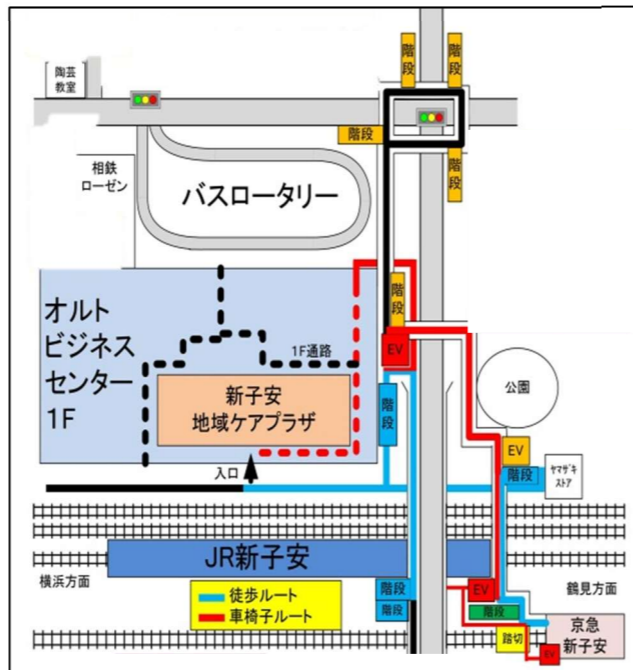 階段
階段
陶芸
教室
階段
相鉄
ローゼン
バスロータリー
階段
階段
オルト
ビジネス
センター
1F
1F通路
EV
新子安
地域ケアプラザ
階段
公園
EV
入口
階段
ヤマザキ
ストア
JR新子安
横浜方面
徒歩ルート
車椅子ルート
階段
階段
EV
階段
鶴見方面
踏切
京急
新子安
EV